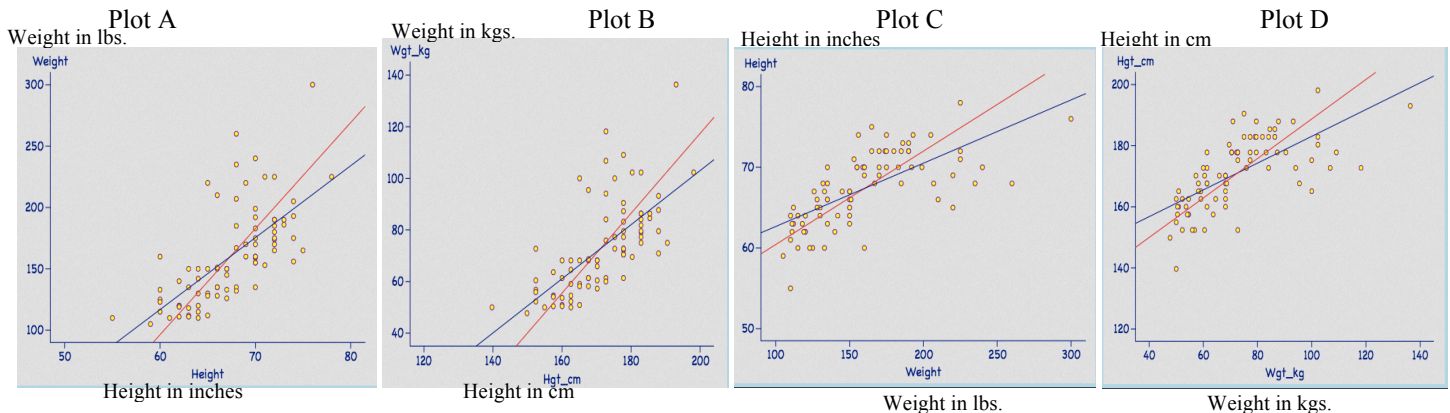 Plot A
Weight in lbs.
Weight
300
250
200
150
100
50
60
70
80
Height
Height in inches
Plot B
Weight in kgs.
Wgt_kg
140
120
100
80
60
40
120
140
160
180
200
Hgt_cm
Height in cm
Plot C
Height in inches
Height
80
70
60
50
100
150
200
250
300
Weight
Weight in lbs.
Plot D
Height in cm
Hgt_cm
200
180
160
140
120
40
60
80
100
120
140
Wgt_kg
Weight in kgs.